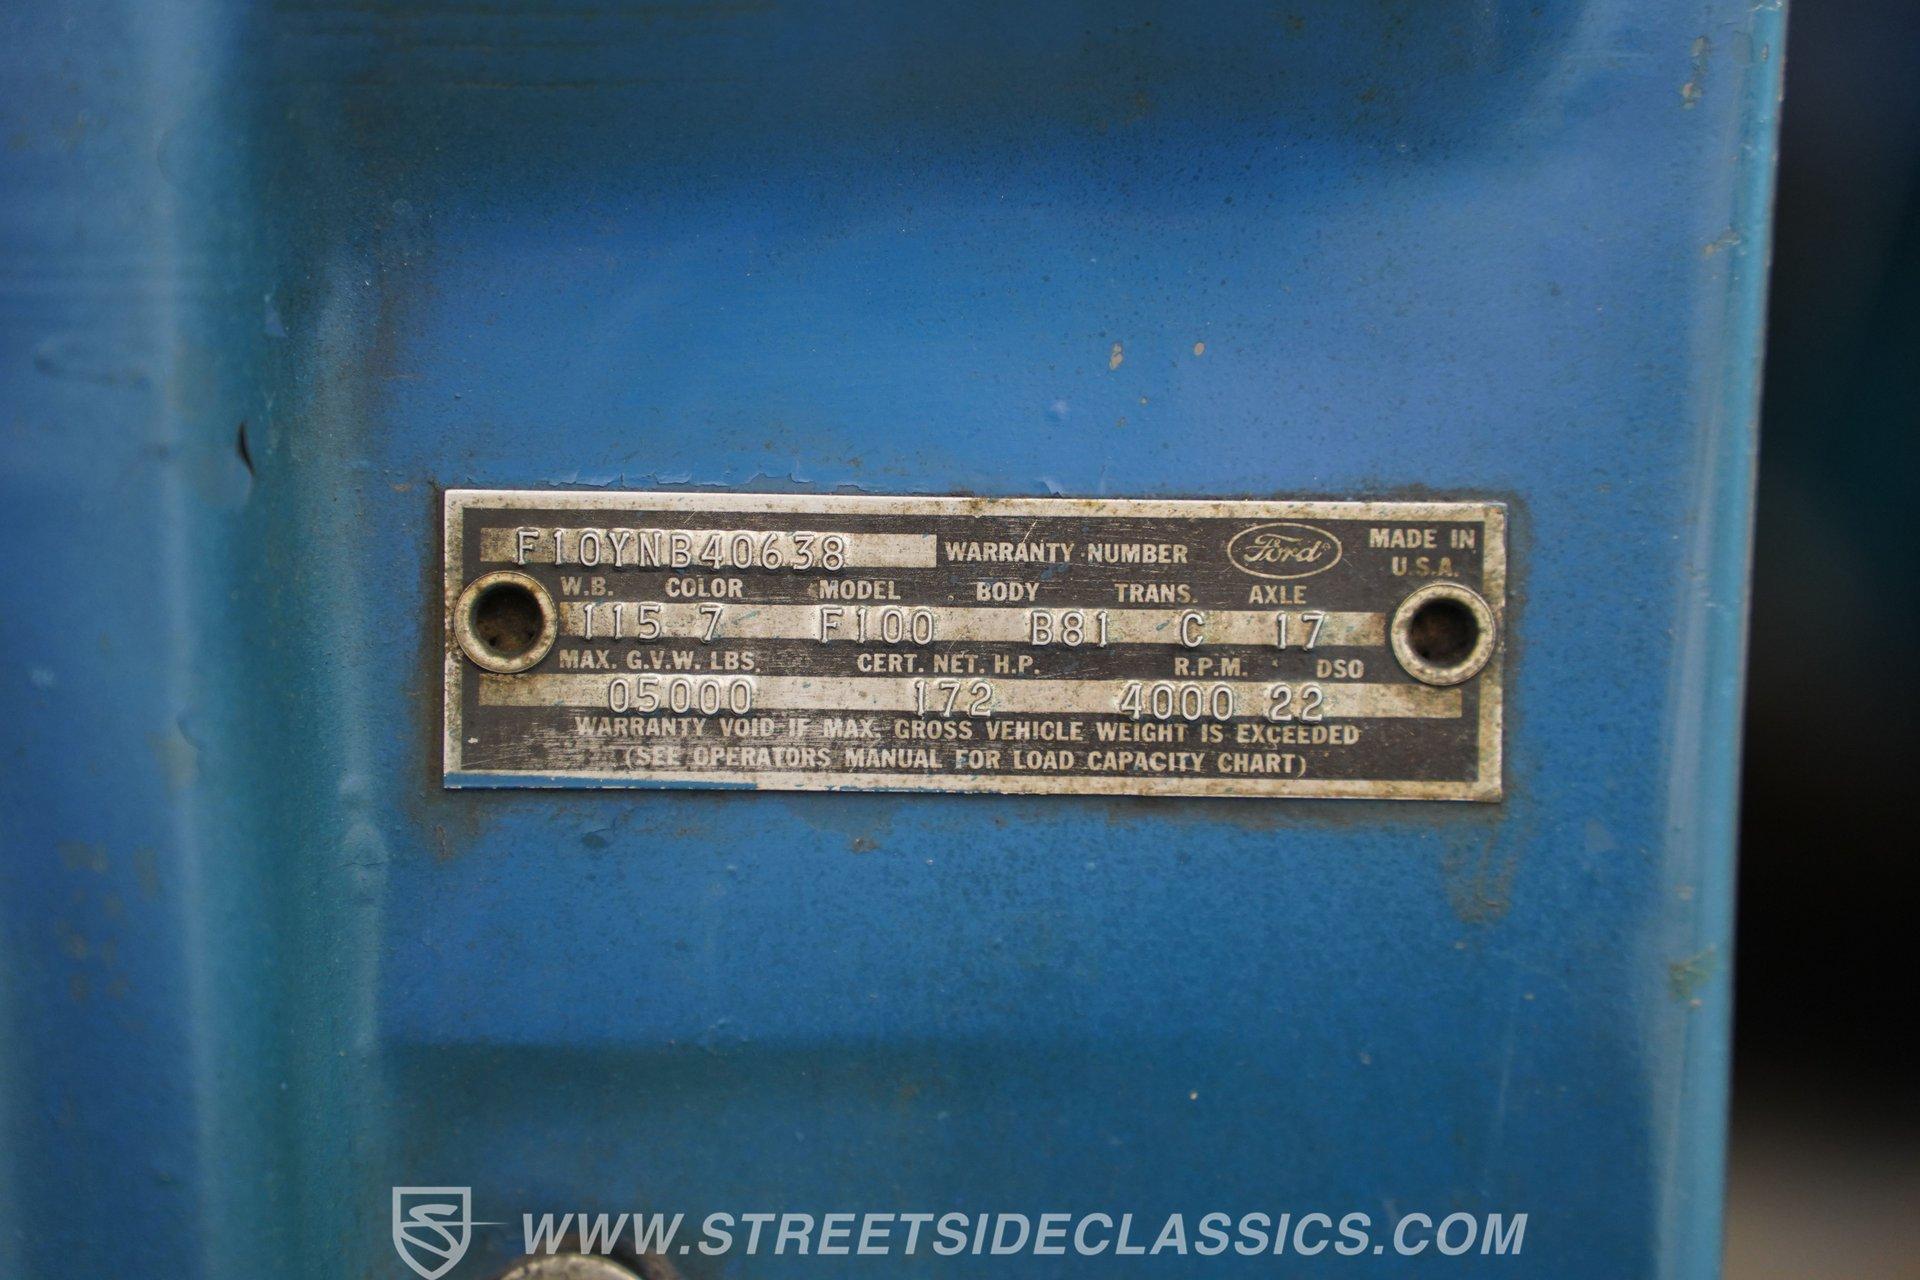 F10YNB40638 WARRANTY NUMBER Ford MADE IN U.S.A.
W.B. COLOR MODEL BODY TRANS. AXLE
115 7 F100 B81 C 17
MAX. G.V.W. LBS. CERT. NET. H.P. R.P.M. DSO
05000 172 4000 22
WARRANTY VOID IF MAX. GROSS VEHICLE WEIGHT IS EXCEEDED
(SEE OPERATORS MANUAL FOR LOAD CAPACITY CHART)
WWW.STREETSIDECLASSICS.COM